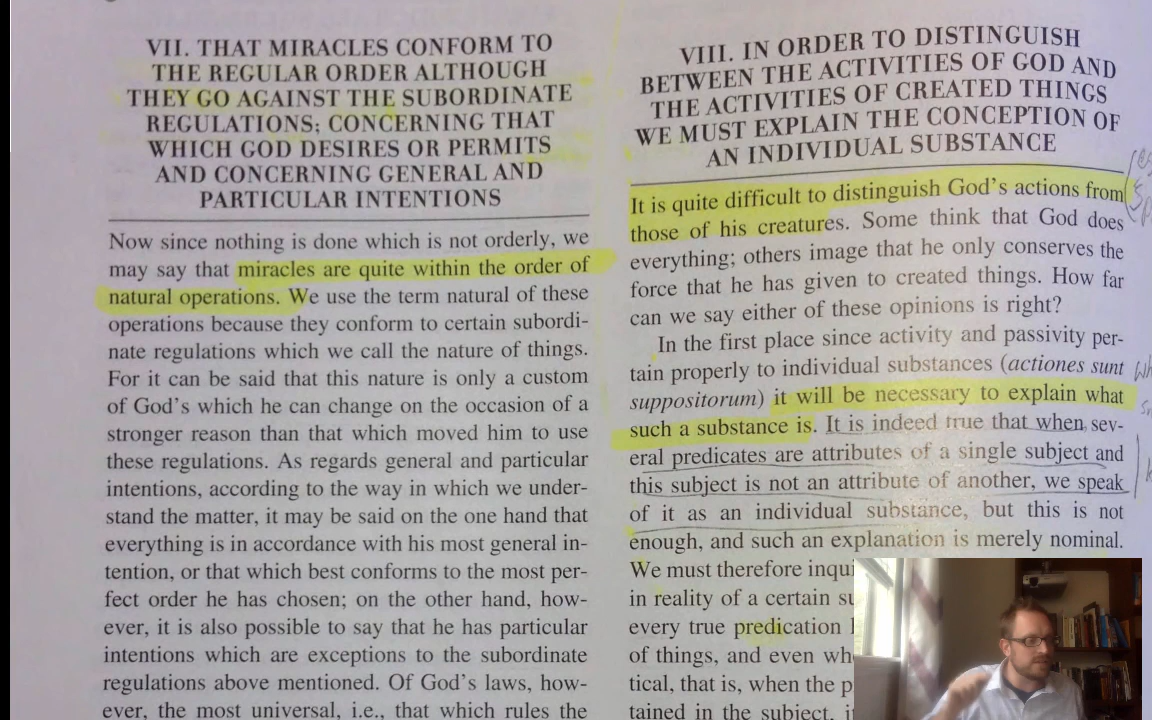 VII. THAT MIRACLES CONFORM TO
THE REGULAR ORDER ALTHOUGH
THEY GO AGAINST THE SUBORDINATE
REGULATIONS; CONCERNING THAT
WHICH GOD DESIRES OR PERMITS
AND CONCERNING GENERAL AND
PARTICULAR INTENTIONS
Now since nothing is done which is not orderly, we
may say that miracles are quite within the order of
natural operations. We use the term natural of these
operations because they conform to certain subordi-
nate regulations which we call the nature of things.
For it can be said that this nature is only a custom
of God's which he can change on the occasion of a
stronger reason than that which moved him to use
these regulations. As regards general and particular
intentions, according to the way in which we under-
stand the matter, it may be said on the one hand that
everything is in accordance with his most general in-
tention, or that which best conforms to the most per-
fect order he has chosen; on the other hand, how-
ever, it is also possible to say that he has particular
intentions which are exceptions to the subordinate
regulations above mentioned. Of God's laws, how-
ever, the most universal, i.e., that which rules the
VIII. IN ORDER TO DISTINGUISH
BETWEEN THE ACTIVITIES OF GOD AND
THE ACTIVITIES OF CREATED THINGS
WE MUST EXPLAIN THE CONCEPTION OF
AN INDIVIDUAL SUBSTANCE
It is quite difficult to distinguish God's actions from
those of his creatures. Some think that God does
everything; others image that he only conserves the
force that he has given to created things. How far
can we say either of these opinions is right?
In the first place since activity and passivity per-
tain properly to individual substances (actiones sunt
suppositorum) it will be necessary to explain what
such a substance is. It is indeed true that when sev-
eral predicates are attributes of a single subject and
this subject is not an attribute of another, we speak
of it as an individual substance, but this is not
enough, and such an explanation is merely nominal.
We must therefore inqui
in reality of a certain su
every true predication
of things, and even wh
tical, that is, when the p
tained in the subject, i